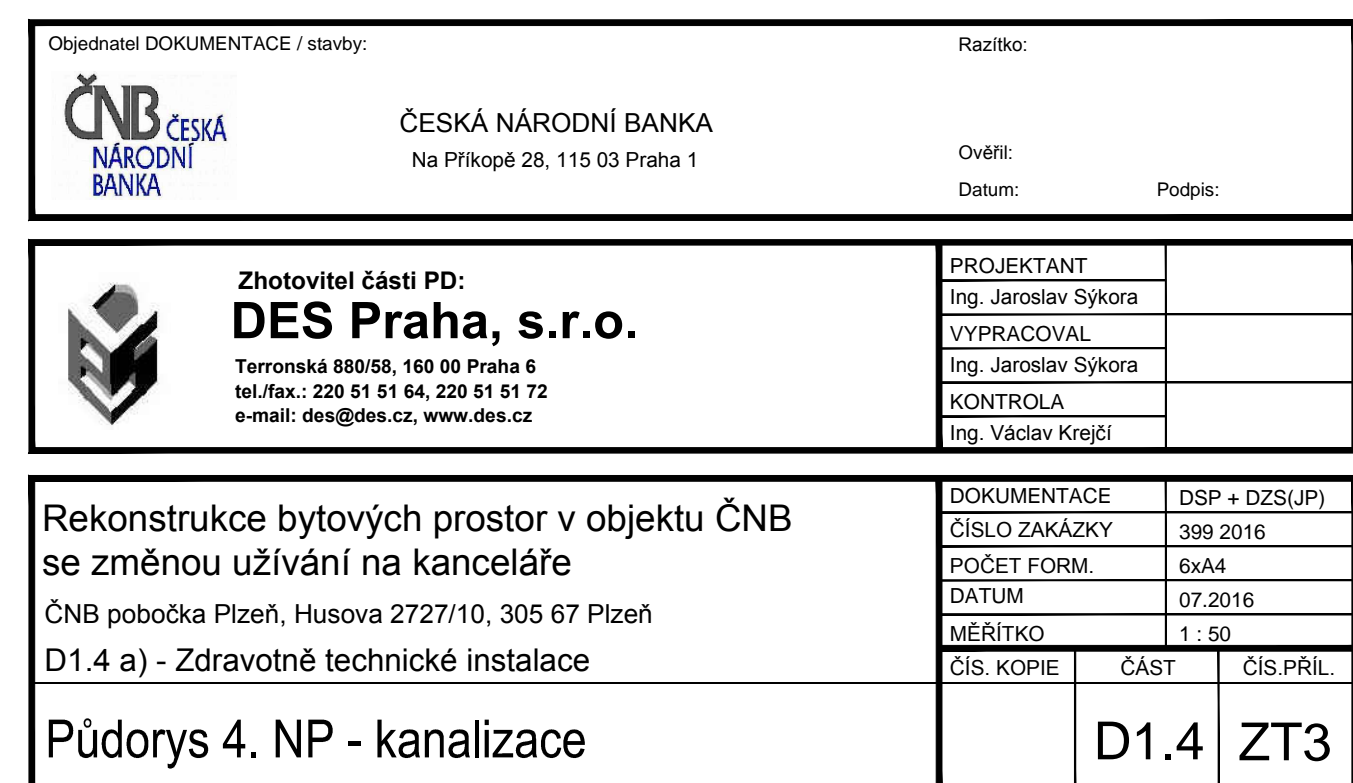 Objednatel DOKUMENTACE / stavby:
Razítko:
ČNB ČESKÁ
NÁRODNÍ
BANKA
ČESKÁ NÁRODNÍ BANKA
Na Příkopě 28, 115 03 Praha 1
Ověřil:
Datum: Podpis:
Zhotovitel části PD:
DES Praha, s.r.o.
Terronská 880/58, 160 00 Praha 6
tel./fax.: 220 51 51 64, 220 51 51 72
e-mail: des@des.cz, www.des.cz
PROJEKTANT
Ing. Jaroslav Sýkora
VYPRACOVAL
Ing. Jaroslav Sýkora
KONTROLA
Ing. Václav Krejčí
Rekonstrukce bytových prostor v objektu ČNB
se změnou užívání na kanceláře
ČNB pobočka Plzeň, Husova 2727/10, 305 67 Plzeň
D1.4 a) - Zdravotně technické instalace
Půdorys 4. NP - kanalizace
DOKUMENTACE DSP + DZS(JP)
ČÍSLO ZAKÁZKY 399 2016
POČET FORM. 6xA4
DATUM 07.2016
MĚŘÍTKO 1 : 50
ČÍS. KOPIE ČÁST ČÍS.PŘÍL.
D1.4 ZT3